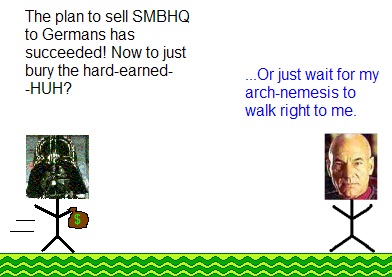 The plan to sell SMBHQ
to Germans has
succeeded! Now to just
bury the hard-earned-
-HUH?
...Or just wait for my
arch-nemesis to
walk right to me.
$